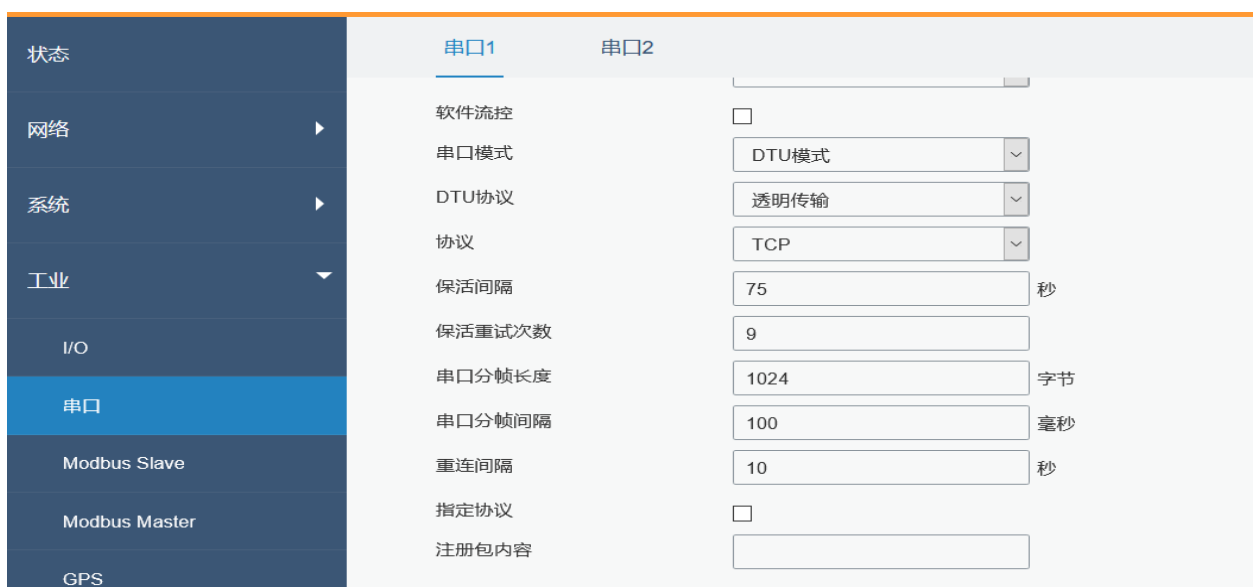 状态
网络
系统
工业
I/O
串口
Modbus Slave
Modbus Master
GPS
串口1 串口2
软件流控
串口模式 DTU模式
DTU协议 透明传输
协议 TCP
保活间隔 75 秒
保活重试次数 9
串口分帧长度 1024 字节
串口分帧间隔 100 毫秒
重连间隔 10 秒
指定协议
注册包内容